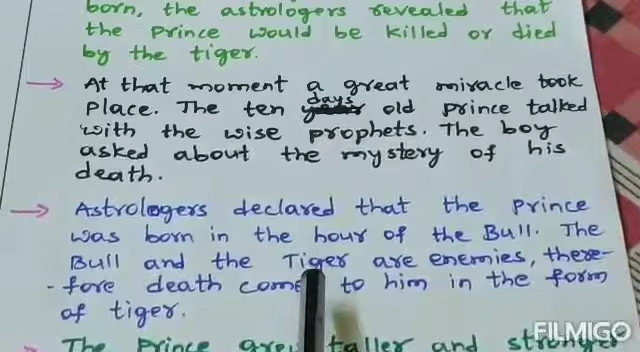 born, the astrologers revealed that
the Prince would be killed or died
by the tiger.
→ At that moment a great miracle took
Place. The ten days old prince talked
with the wise prophets. The boy
asked about the mystery of his
death.
→ Astrologers declared that the Prince
was born in the hour of the Bull. The
Bull and the Tiger are enemies, there-
-fore death come to him in the form
of tiger.
→ The Prince grew taller and stronger
FILMIGO